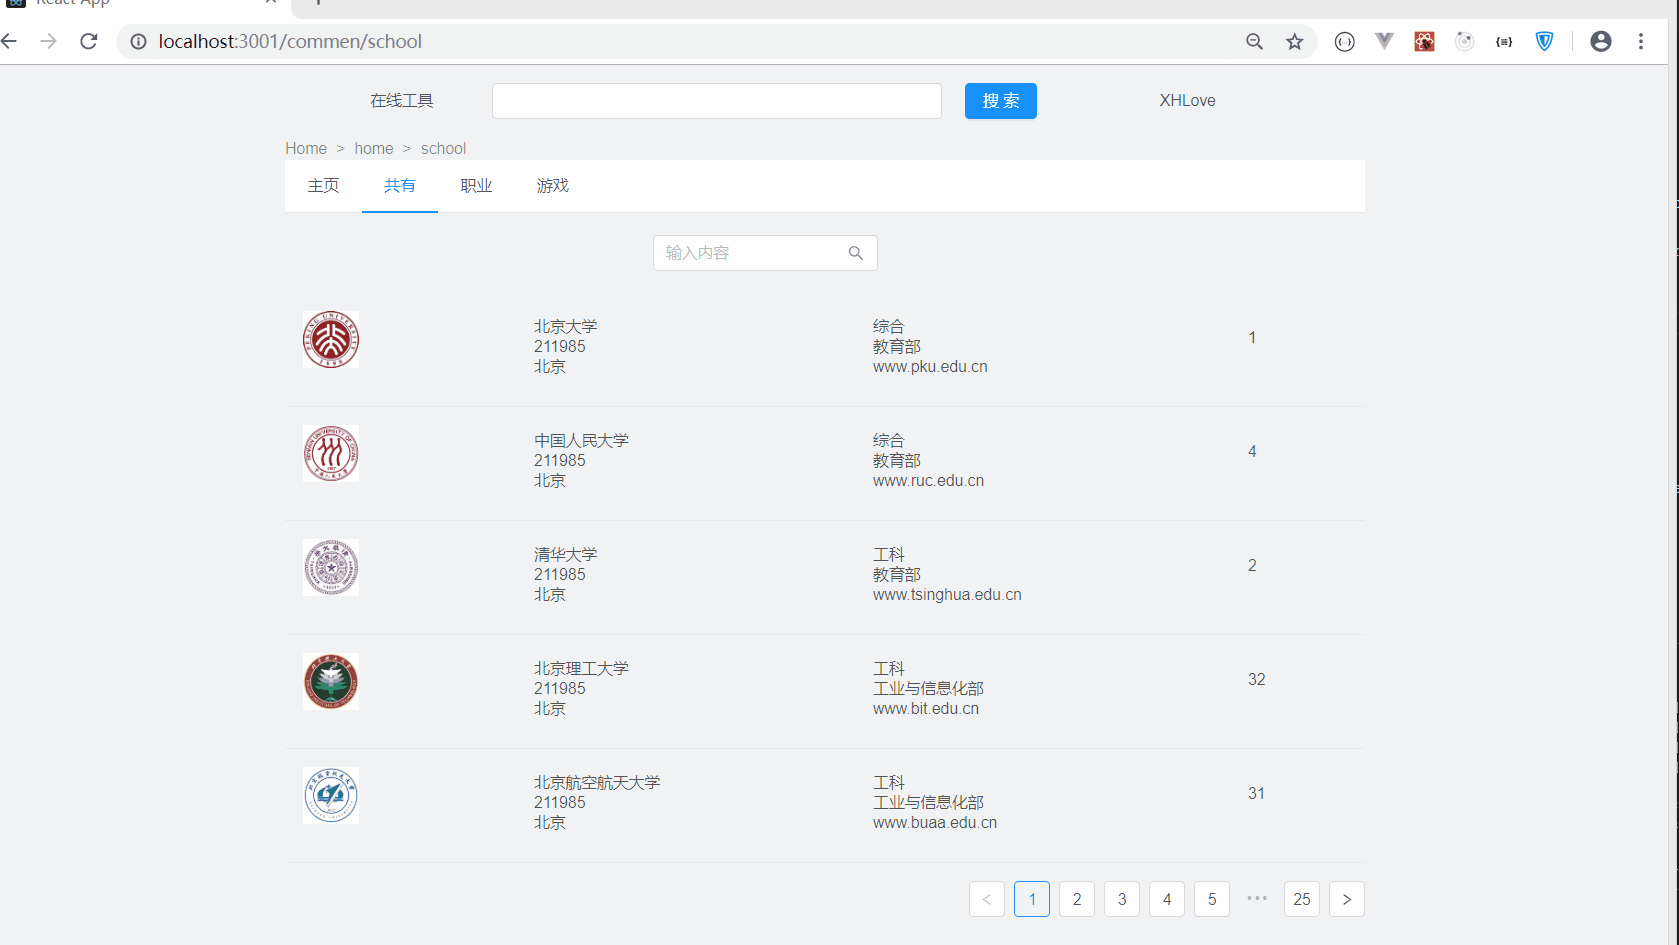 React App
localhost:3001/commen/school
在线工具
搜 索
XHLove
Home > home > school
主页 共有 职业 游戏
输入内容
北京大学
211985
北京
综合
教育部
www.pku.edu.cn
1
中国人民大学
211985
北京
综合
教育部
www.ruc.edu.cn
4
清华大学
211985
北京
工科
教育部
www.tsinghua.edu.cn
2
北京理工大学
211985
北京
工科
工业与信息化部
www.bit.edu.cn
32
北京航空航天大学
211985
北京
工科
工业与信息化部
www.buaa.edu.cn
31
< 1 2 3 4 5 ••• 25 >